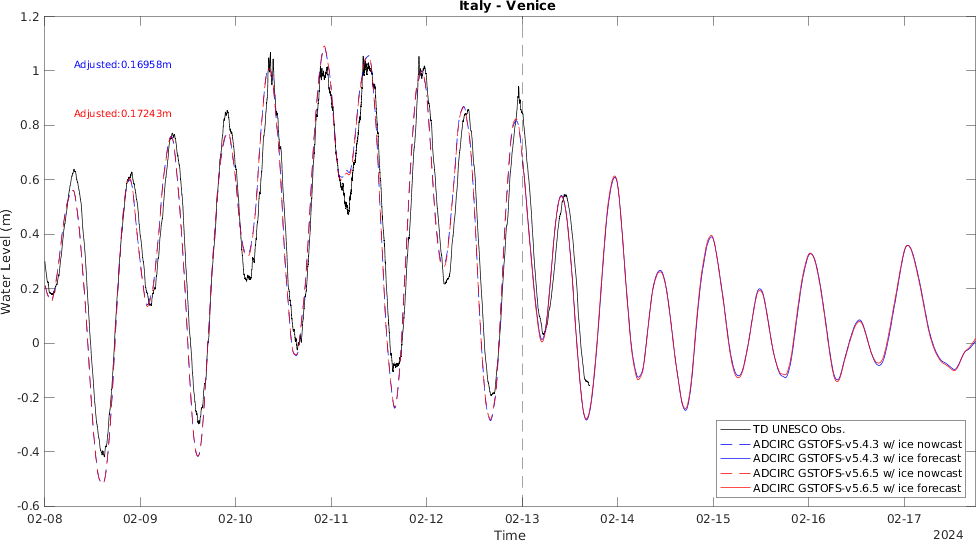 Italy - Venice
1.2
1
0.8
0.6
0.4
0.2
0
-0.2
-0.4
-0.6
Water Level (m)
Adjusted:0.16958m
Adjusted:0.17243m
TD UNESCO Obs.
ADCIRC GSTOFS-v5.4.3 w/ ice nowcast
ADCIRC GSTOFS-v5.4.3 w/ ice forecast
ADCIRC GSTOFS-v5.6.5 w/ ice nowcast
ADCIRC GSTOFS-v5.6.5 w/ ice forecast
02-08 02-09 02-10 02-11 02-12 02-13 02-14 02-15 02-16 02-17
Time
2024